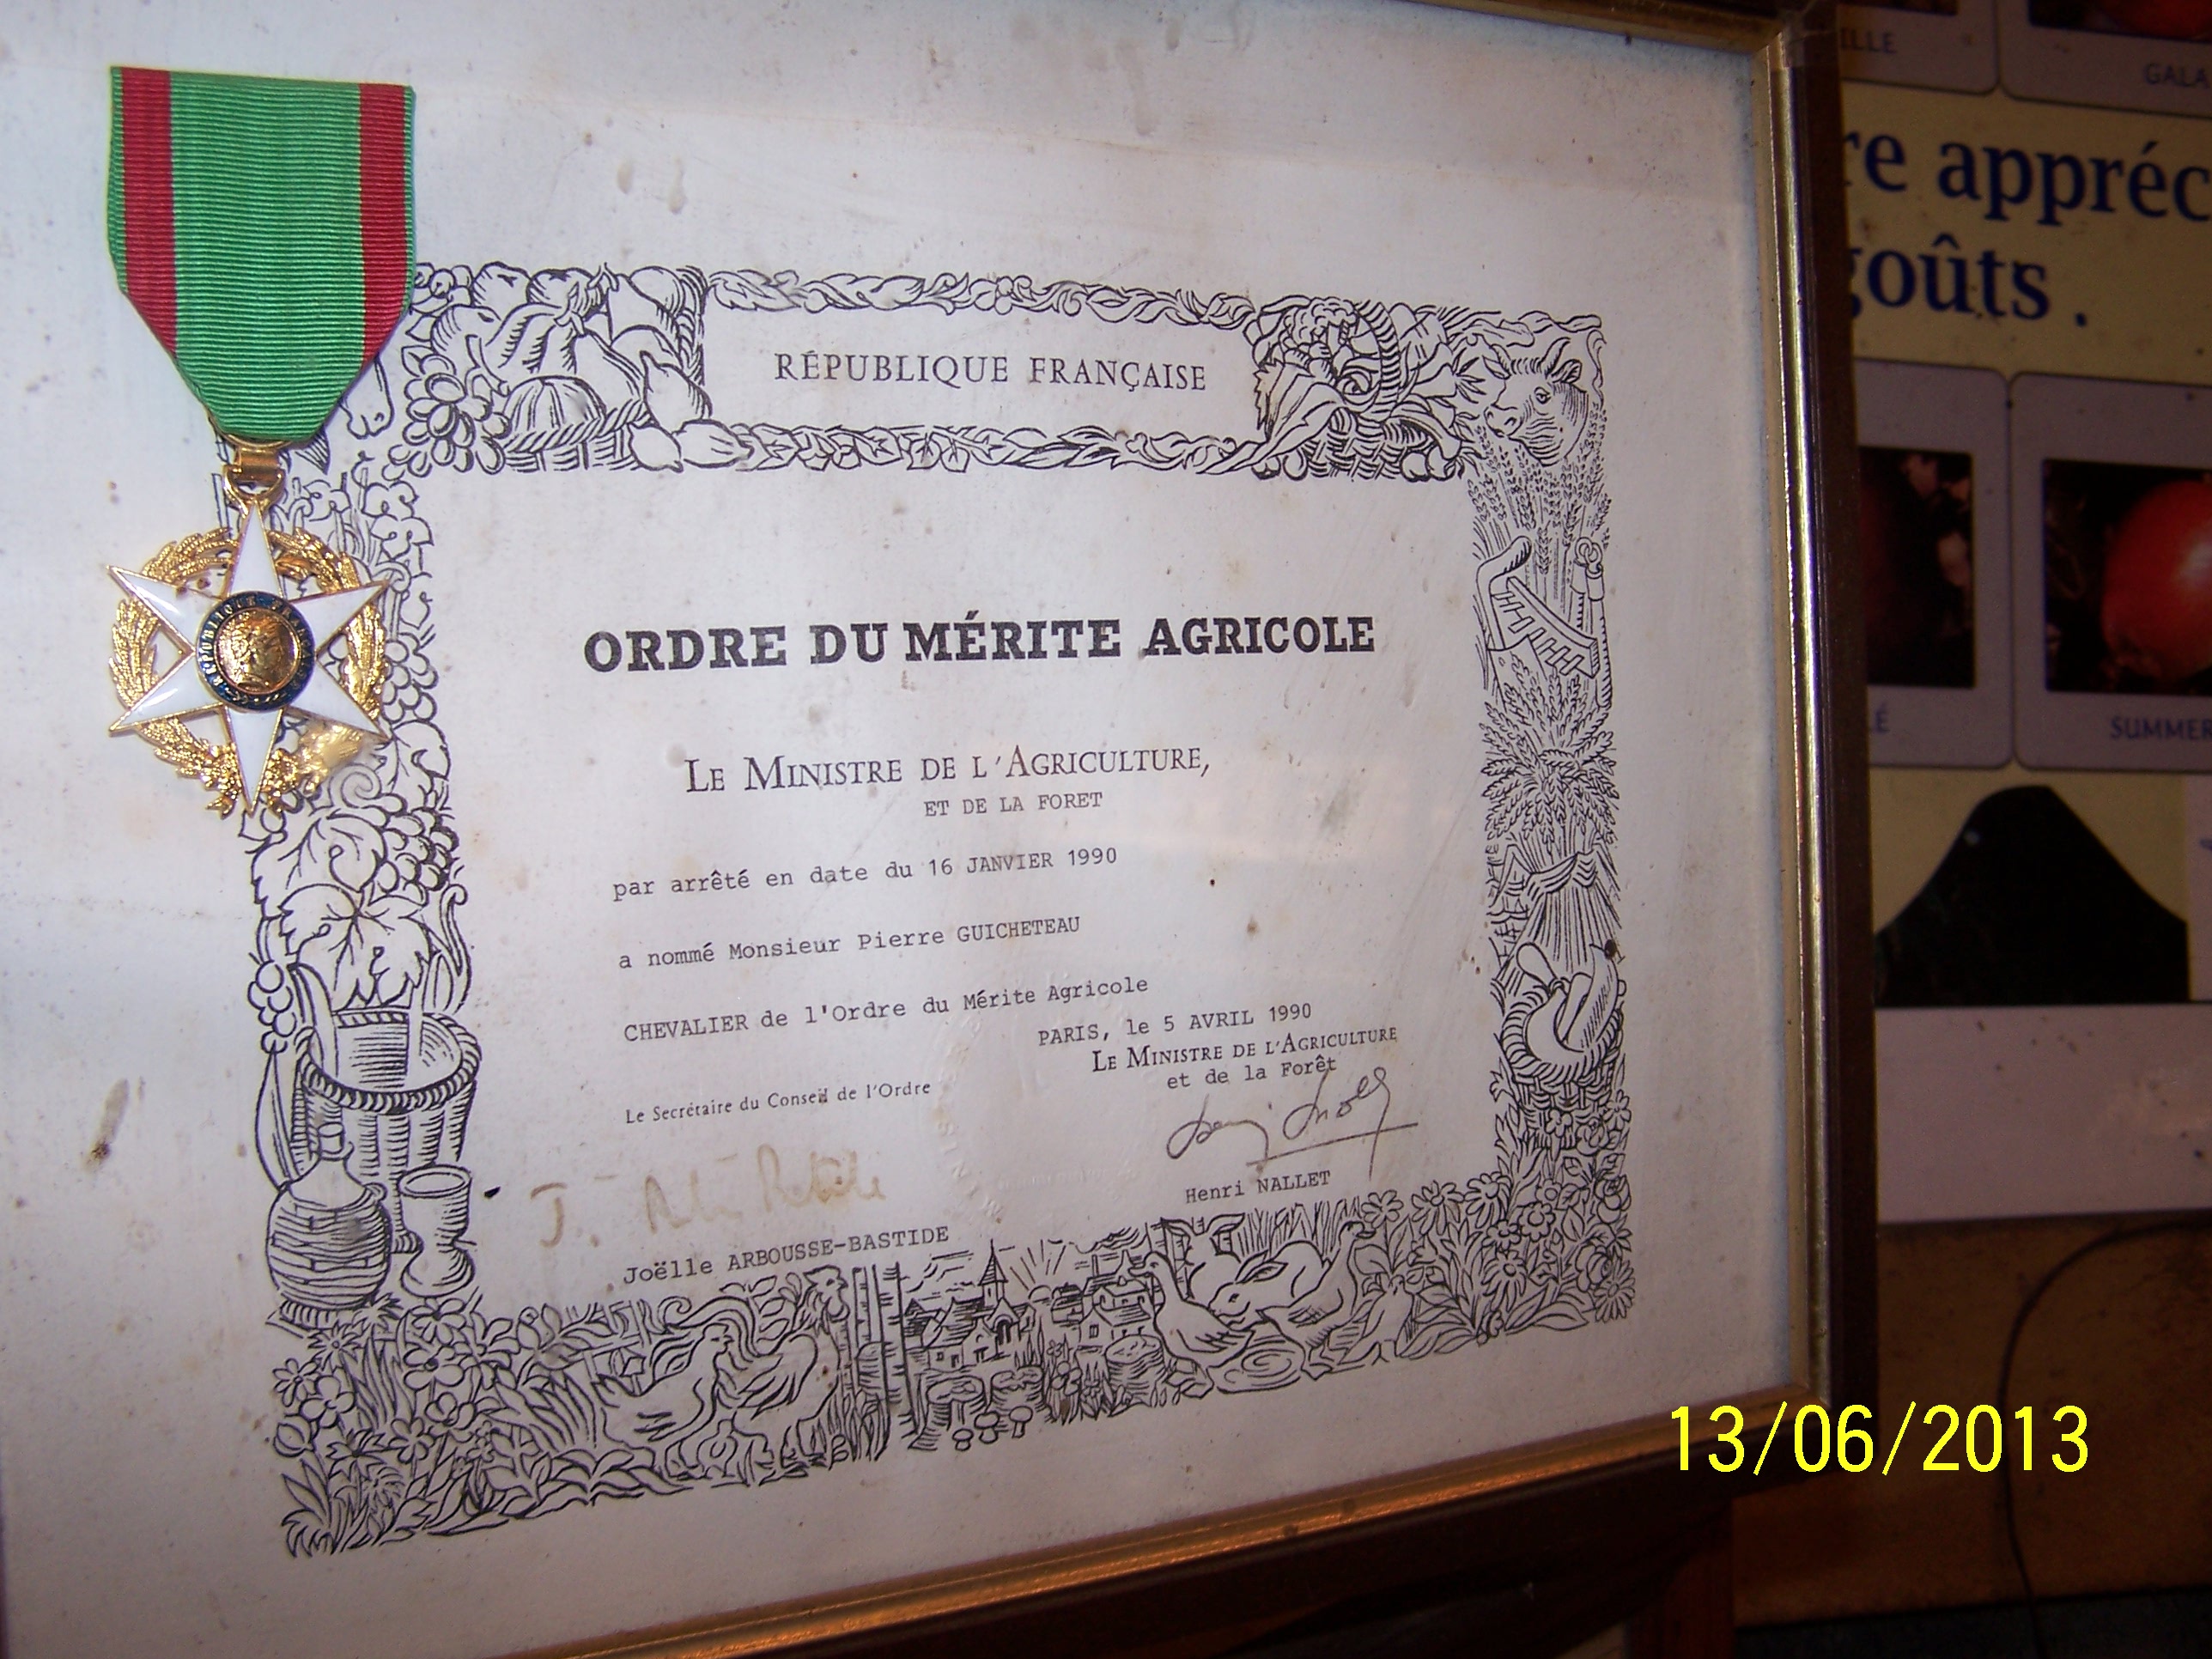 RÉPUBLIQUE FRANÇAISE
ORDRE DU MÉRITE AGRICOLE
LE MINISTRE DE L'AGRICULTURE,
ET DE LA FORET
par arrêté en date du 16 JANVIER 1990
a nommé Monsieur Pierre GUICHETEAU
CHEVALIER de l'Ordre du Mérite Agricole
PARIS, le 5 AVRIL 1990
LE MINISTRE DE L'AGRICULTURE
et de la Forêt
Le Secrétaire du Conseil de l'Ordre
Henri NALLET
Joëlle ARBOUSSE-BASTIDE
ILLE
GALA
re appréc
goûts.
LÉ
SUMMER
13/06/2013